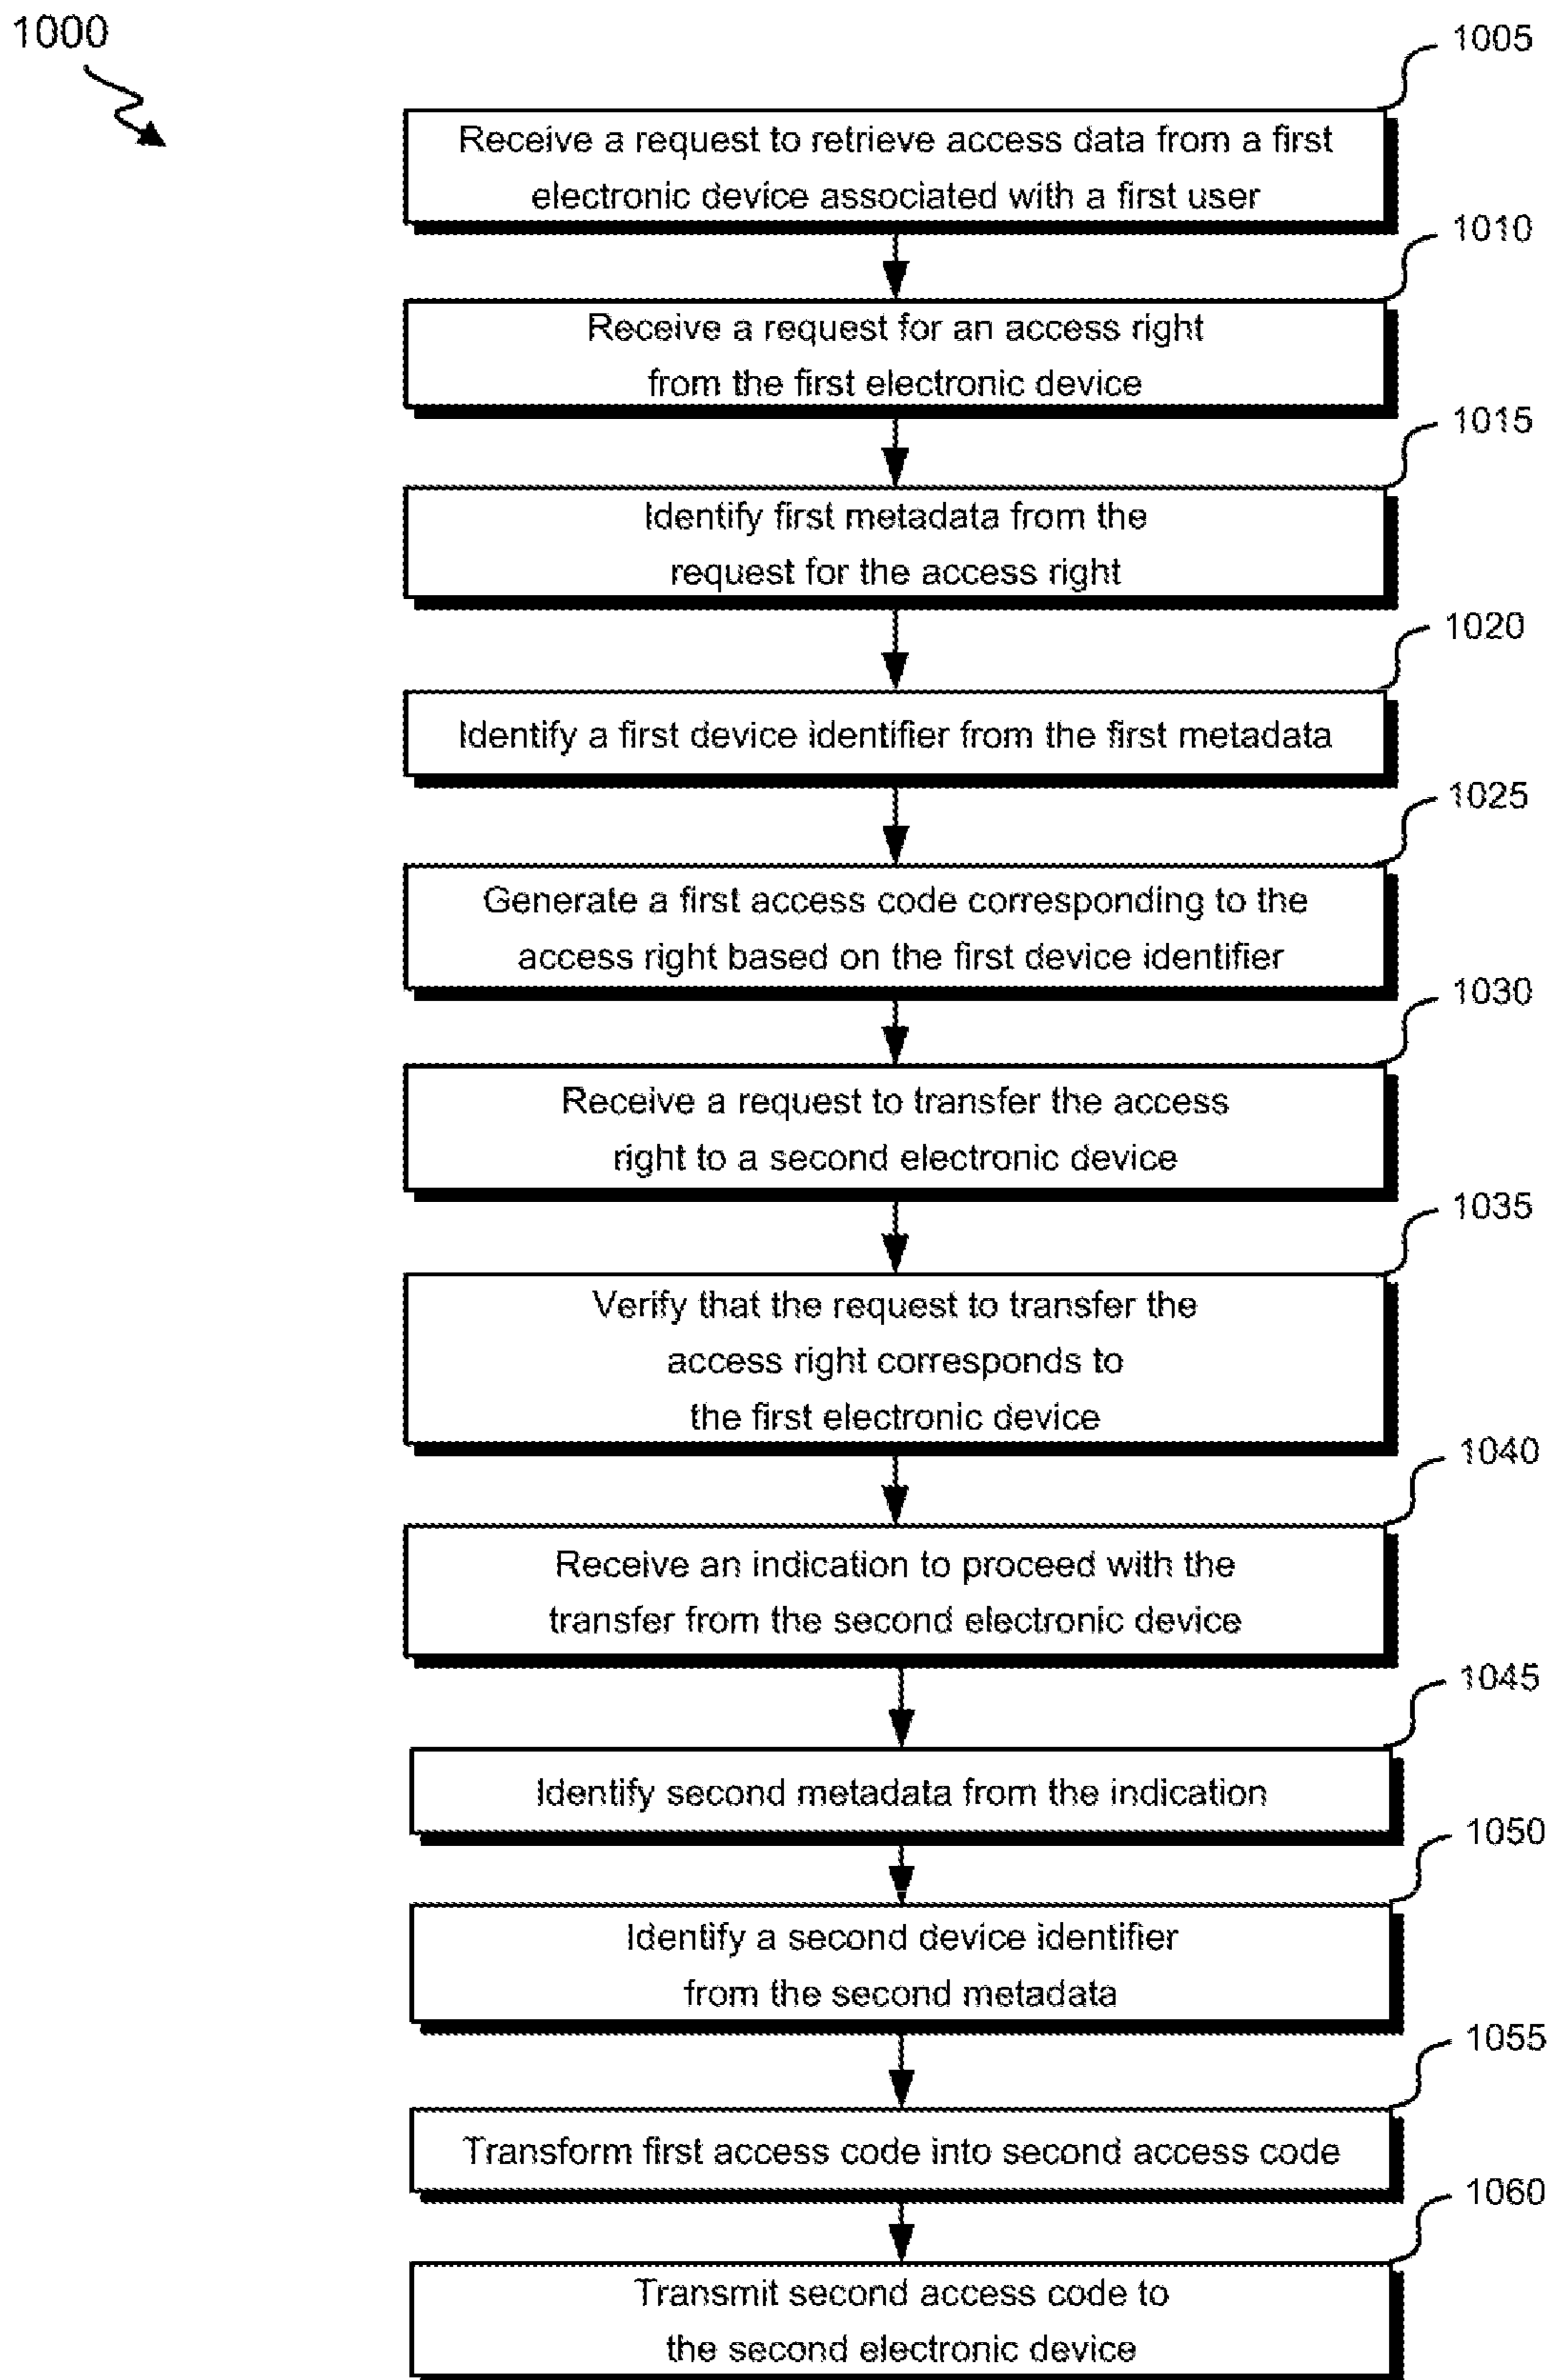 1000
1005
Receive a request to retrieve access data from a first
electronic device associated with a first user
1010
Receive a request for an access right
from the first electronic device
1015
Identify first metadata from the
request for the access right
1020
Identify a first device identifier from the first metadata
1025
Generate a first access code corresponding to the
access right based on the first device identifier
1030
Receive a request to transfer the access
right to a second electronic device
1035
Verify that the request to transfer the
access right corresponds to
the first electronic device
1040
Receive an indication to proceed with the
transfer from the second electronic device
1045
Identify second metadata from the indication
1050
Identify a second device identifier
from the second metadata
1055
Transform first access code into second access code
1060
Transmit second access code to
the second electronic device